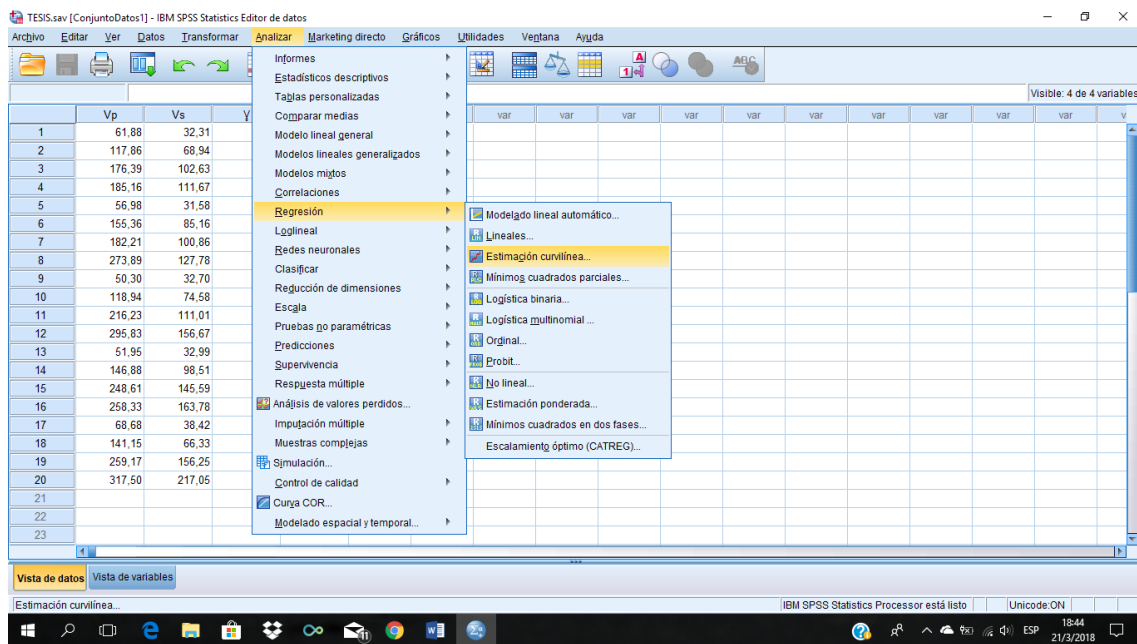 TESIS.sav [ConjuntoDatos1] - IBM SPSS Statistics Editor de datos
Archivo Editar Ver Datos Transformar Analizar Marketing directo Gráficos Utilidades Ventana Ayuda
Visible: 4 de 4 variables
Vp Vs γ var var var var var var var var var var v
1 61,88 32,31
2 117,86 68,94
3 176,39 102,63
4 185,16 111,67
5 56,98 31,58
6 155,36 85,16
7 182,21 100,86
8 273,89 127,78
9 50,30 32,70
10 118,94 74,58
11 216,23 111,01
12 295,83 156,67
13 51,95 32,99
14 146,88 98,51
15 248,61 145,59
16 258,33 163,78
17 68,68 38,42
18 141,15 66,33
19 259,17 156,25
20 317,50 217,05
21
22
23
Informes
Estadísticos descriptivos
Tablas personalizadas
Comparar medias
Modelo lineal general
Modelos lineales generalizados
Modelos mixtos
Correlaciones
Regresión
Loglineal
Redes neuronales
Clasificar
Reducción de dimensiones
Escala
Pruebas no paramétricas
Predicciones
Supervivencia
Respuesta múltiple
Análisis de valores perdidos...
Imputación múltiple
Muestras complejas
Simulación...
Control de calidad
Curva COR...
Modelado espacial y temporal...
Modelado lineal automático...
Lineales...
Estimación curvilínea...
Mínimos cuadrados parciales...
Logística binaria...
Logística multinomial ...
Ordinal...
Probit...
No lineal...
Estimación ponderada...
Mínimos cuadrados en dos fases...
Escalamiento óptimo (CATREG)...
Vista de datos Vista de variables
Estimación curvilínea... IBM SPSS Statistics Processor está listo Unicode:ON
11 ESP 18:44
21/3/2018